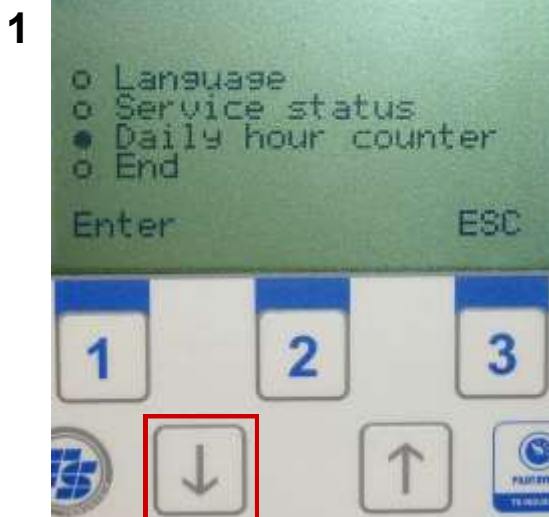 1
o Language
o Service status
● Daily hour counter
o End
Enter ESC
1 2 3
↓ ↑